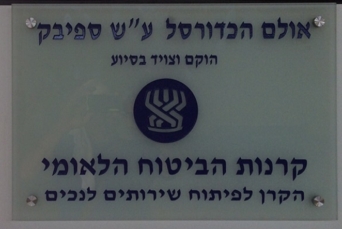 אולם הכדורסל ע״ש ספיבק
הוקם וצויד בסיוע
קרנות הביטוח הלאומי
הקרן לפיתוח שירותים לנכים